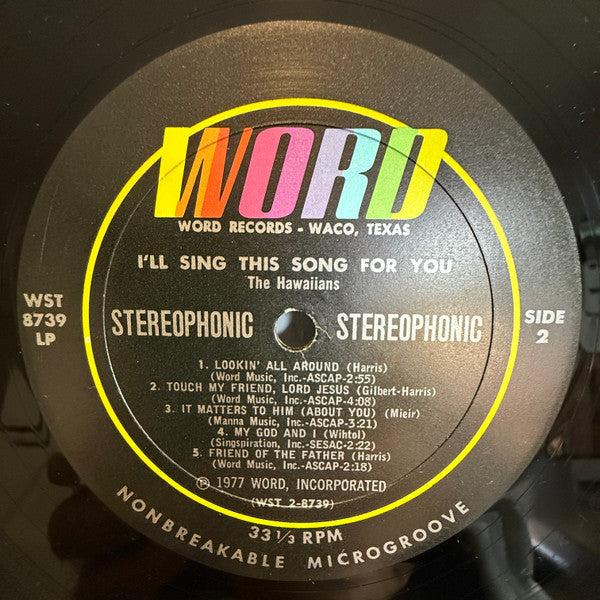 WORD
WORD RECORDS - WACO, TEXAS
I'LL SING THIS SONG FOR YOU
The Hawaiians
WST
8739
LP
STEREOPHONIC STEREOPHONIC
SIDE
2
1. LOOKIN' ALL AROUND (Harris)
(Word Music, Inc.-ASCAP-2:55)
2. TOUCH MY FRIEND, LORD JESUS (Gilbert-Harris)
(Word Music, Inc.-ASCAP-4:08)
3. IT MATTERS TO HIM (ABOUT YOU) (Mieir)
(Manna Music, Inc.-ASCAP-3:21)
4. MY GOD AND I (Wihtol)
(Singspiration, Inc.-SESAC-2:22)
5. FRIEND OF THE FATHER (Harris)
(Word Music, Inc.-ASCAP-2:18)
℗ 1977 WORD, INCORPORATED
(WST 2-8739)
33 1/3 RPM
NONBREAKABLE MICROGROOVE